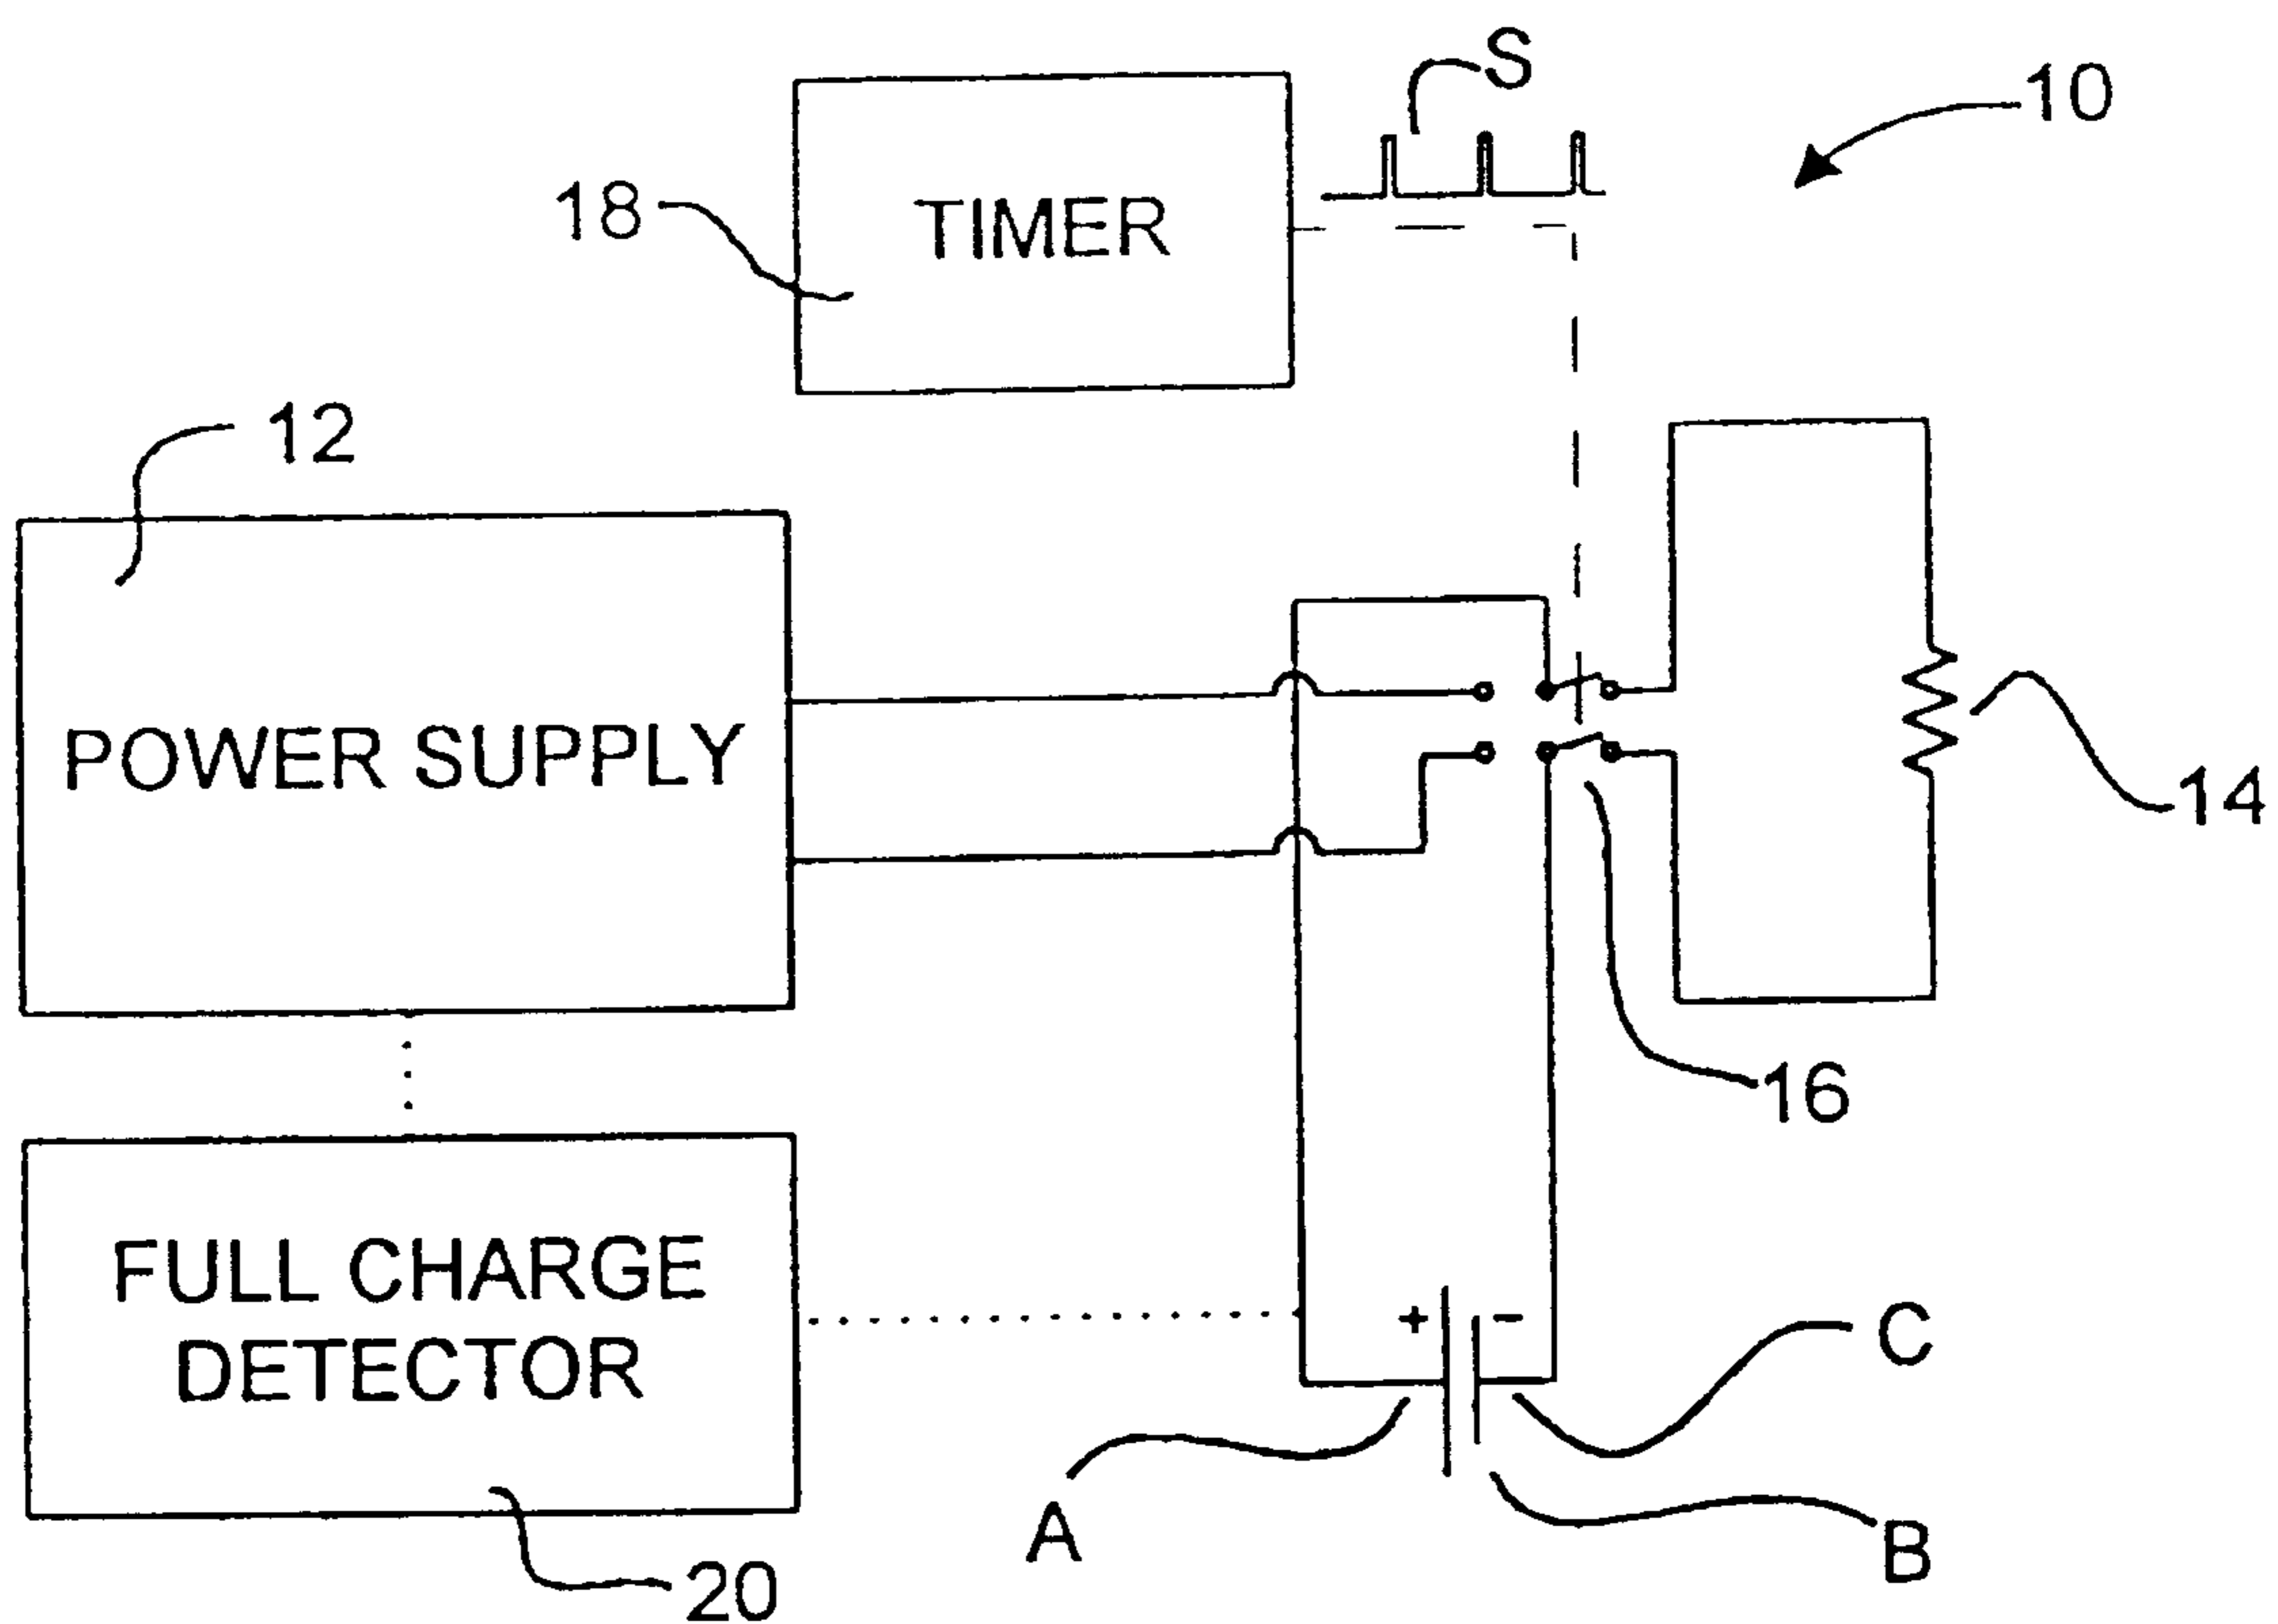 S
10
18
TIMER
12
POWER SUPPLY
14
16
FULL CHARGE
DETECTOR
+ -
C
A
B
20